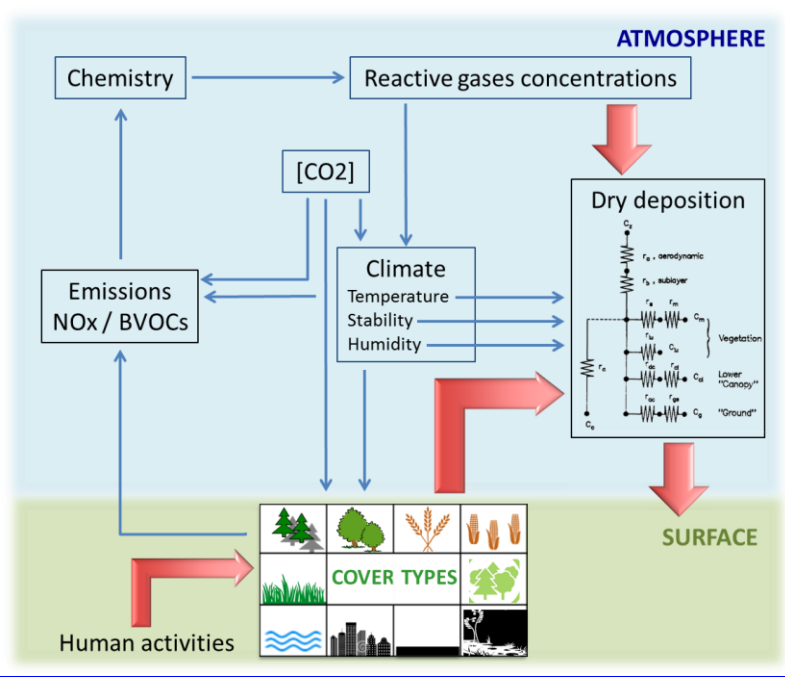 ATMOSPHERE
Chemistry
Reactive gases concentrations
[CO2]
Dry deposition
Climate
Temperature
Stability
Humidity
Emissions
NOx / BVOCs
r_b , sublayer
, aerodynamic
Vegetation
Lower
"Canopy"
"Ground"
SURFACE
COVER TYPES
Human activities